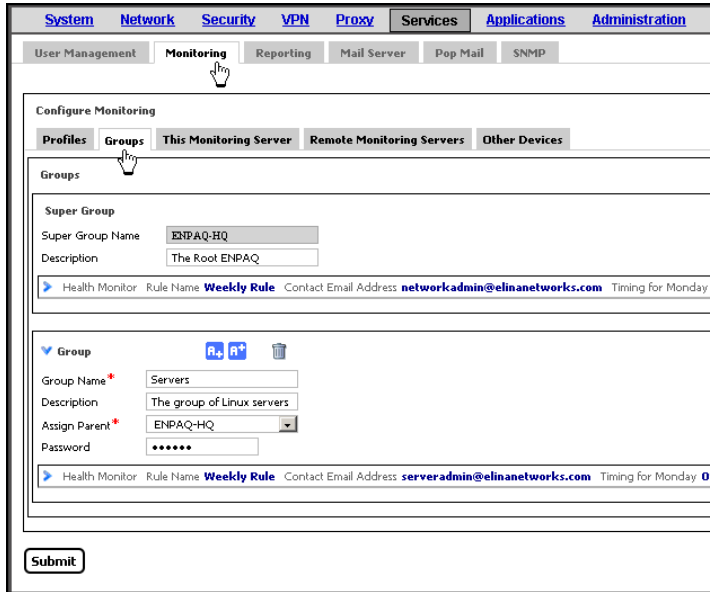 System Network Security VPN Proxy Services Applications Administration
User Management Monitoring Reporting Mail Server Pop Mail SNMP
Configure Monitoring
Profiles Groups This Monitoring Server Remote Monitoring Servers Other Devices
Groups
Super Group
Super Group Name ENPAQ-HQ
Description The Root ENPAQ
Health Monitor Rule Name Weekly Rule Contact Email Address networkadmin@elinanetworks.com Timing for Monday
Group A+ A+
Group Name* Servers
Description The group of Linux servers
Assign Parent* ENPAQ-HQ
Password ••••••
Health Monitor Rule Name Weekly Rule Contact Email Address serveradmin@elinanetworks.com Timing for Monday 0
Submit